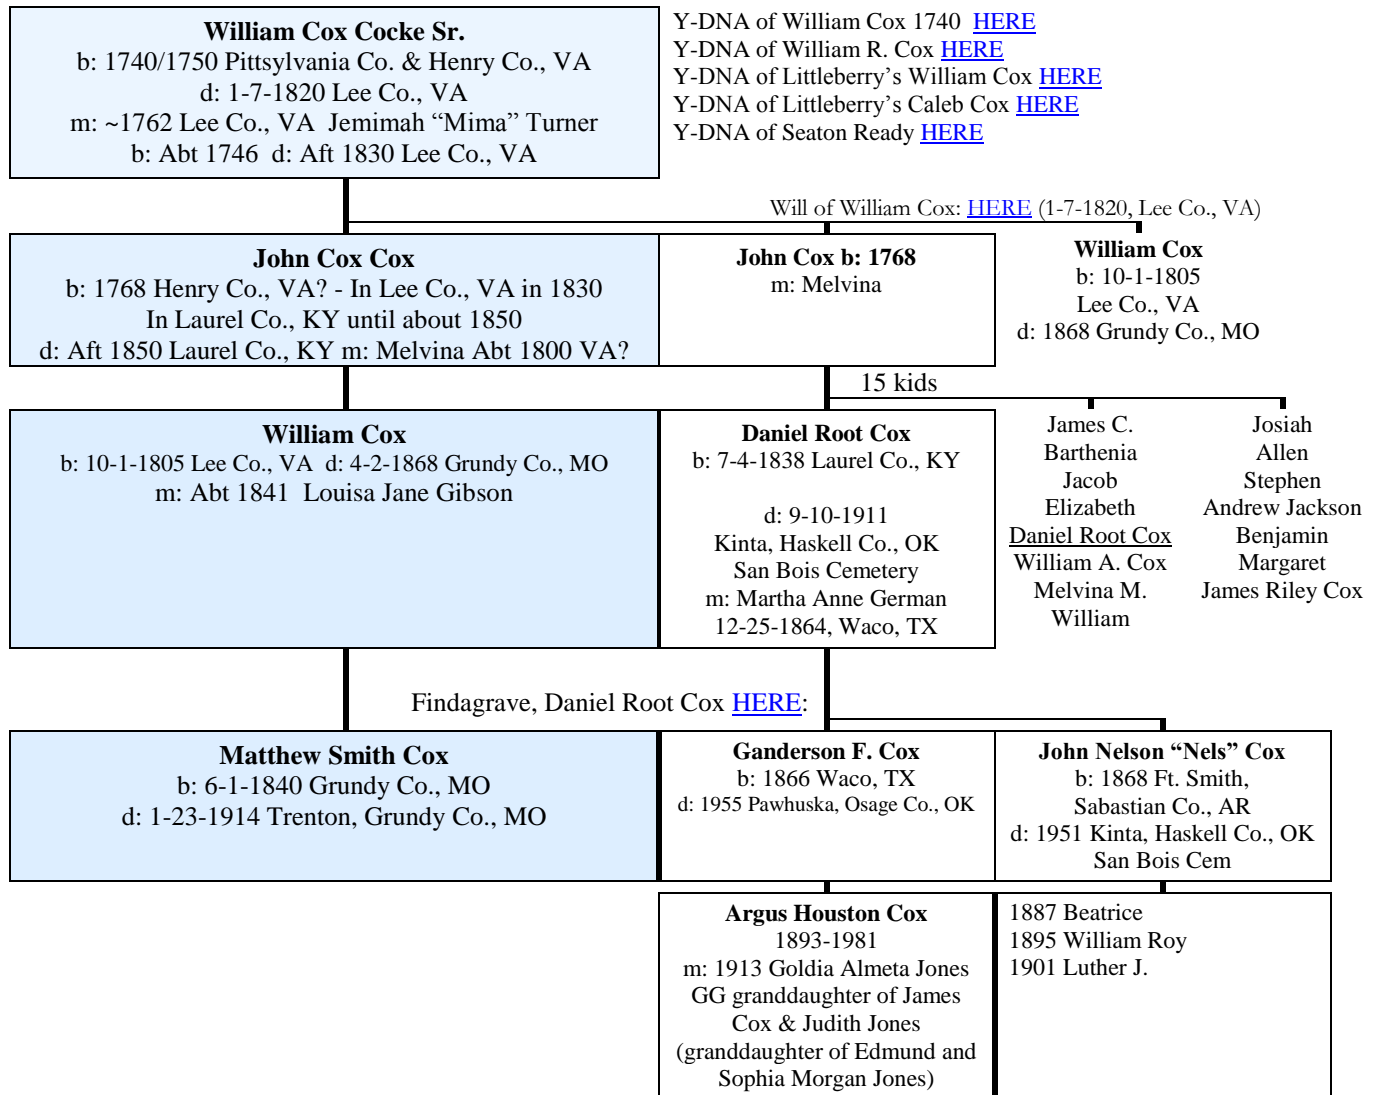 William Cox Cocke Sr.
b: 1740/1750 Pittsylvania Co. & Henry Co., VA
d: 1-7-1820 Lee Co., VA
m: ~1762 Lee Co., VA  Jemimah “Mima” Turner
b: Abt 1746  d: Aft 1830 Lee Co., VA
Y-DNA of William Cox 1740  HERE
Y-DNA of William R. Cox HERE
Y-DNA of Littleberry’s William Cox HERE
Y-DNA of Littleberry’s Caleb Cox HERE
Y-DNA of Seaton Ready HERE
Will of William Cox: HERE (1-7-1820, Lee Co., VA)
John Cox Cox
b: 1768 Henry Co., VA? - In Lee Co., VA in 1830
In Laurel Co., KY until about 1850
d: Aft 1850 Laurel Co., KY m: Melvina Abt 1800 VA?
John Cox b: 1768
m: Melvina
William Cox
b: 10-1-1805
Lee Co., VA
d: 1868 Grundy Co., MO
15 kids
William Cox
b: 10-1-1805 Lee Co., VA  d: 4-2-1868 Grundy Co., MO
m: Abt 1841  Louisa Jane Gibson
Daniel Root Cox
b: 7-4-1838 Laurel Co., KY
d: 9-10-1911
Kinta, Haskell Co., OK
San Bois Cemetery
m: Martha Anne German
12-25-1864, Waco, TX
James C.
Barthenia
Jacob
Elizabeth
Daniel Root Cox
William A. Cox
Melvina M.
William
Josiah
Allen
Stephen
Andrew Jackson
Benjamin
Margaret
James Riley Cox
Findagrave, Daniel Root Cox HERE:
Matthew Smith Cox
b: 6-1-1840 Grundy Co., MO
d: 1-23-1914 Trenton, Grundy Co., MO
Ganderson F. Cox
b: 1866 Waco, TX
d: 1955 Pawhuska, Osage Co., OK
John Nelson “Nels” Cox
b: 1868 Ft. Smith,
Sabastian Co., AR
d: 1951 Kinta, Haskell Co., OK
San Bois Cem
Argus Houston Cox
1893-1981
m: 1913 Goldia Almeta Jones
GG granddaughter of James
Cox & Judith Jones
(granddaughter of Edmund and
Sophia Morgan Jones)
1887 Beatrice
1895 William Roy
1901 Luther J.